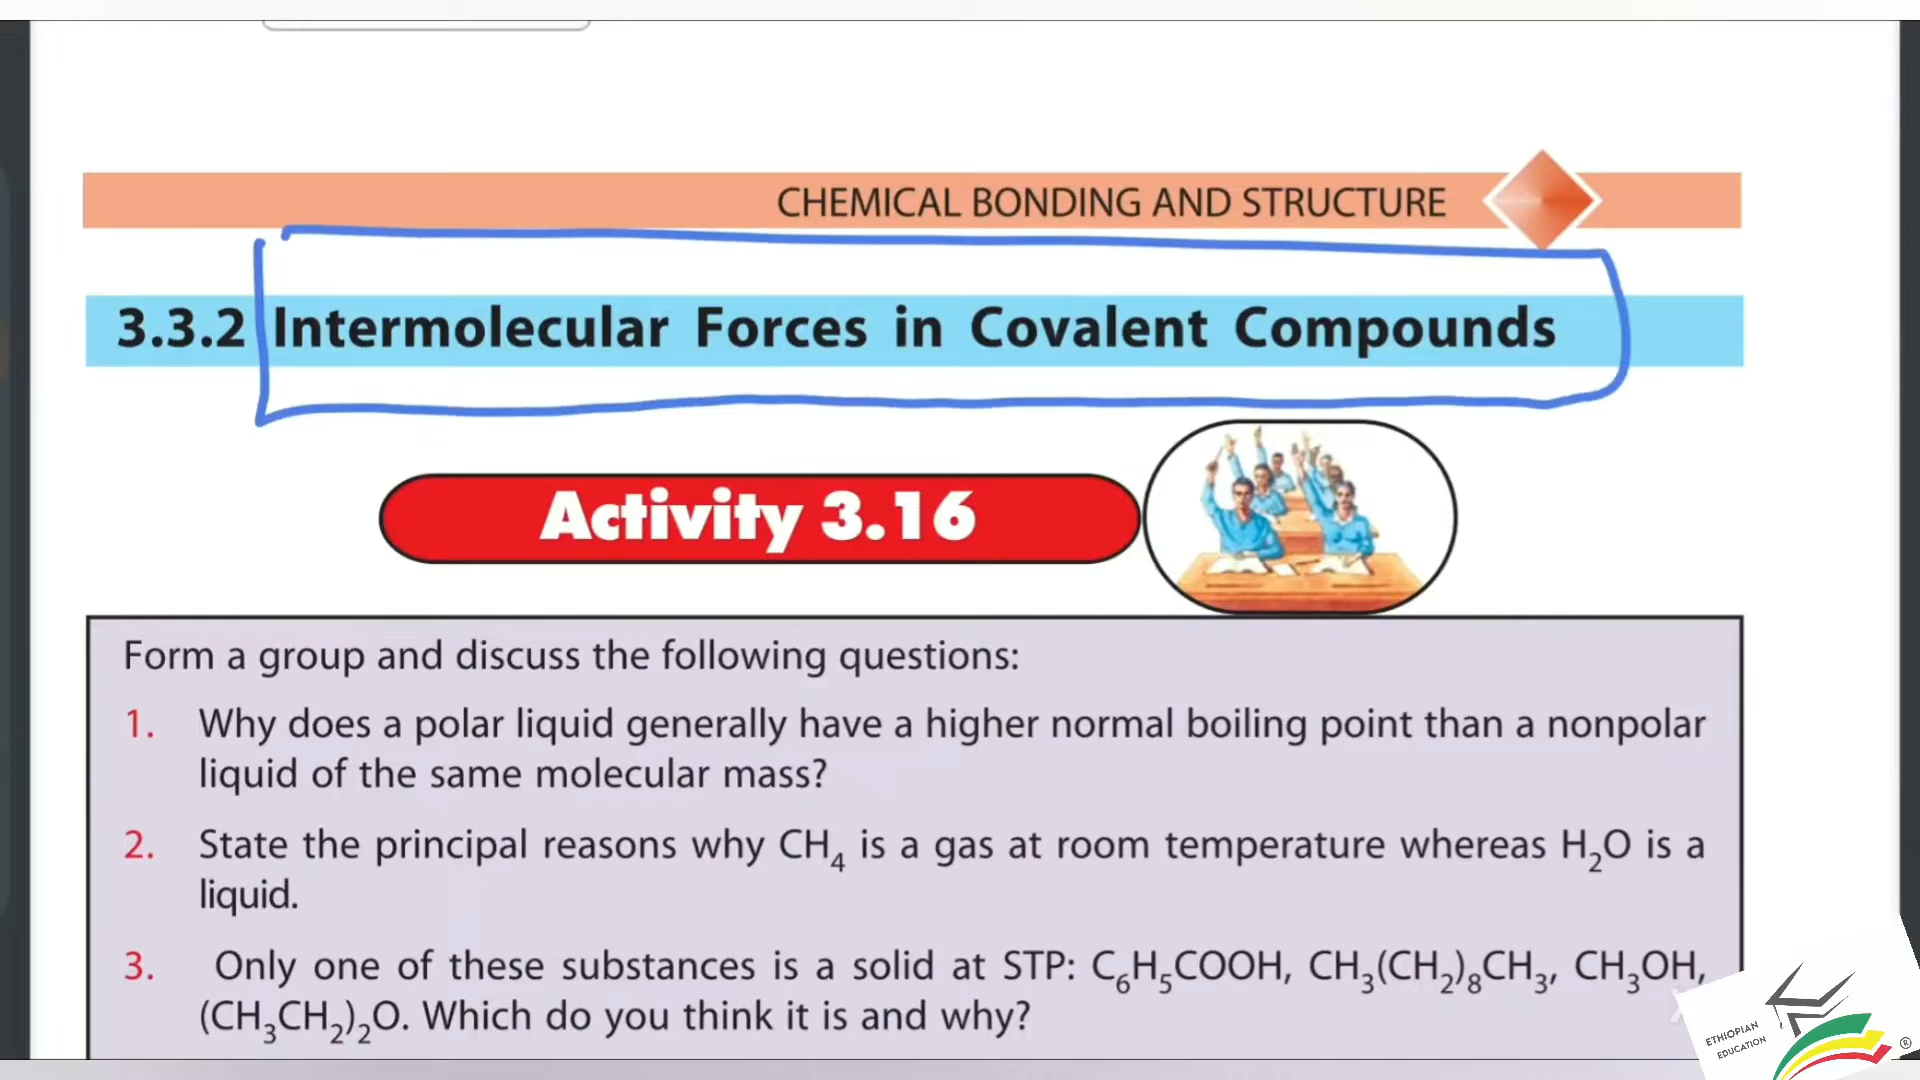 CHEMICAL BONDING AND STRUCTURE
3.3.2 Intermolecular Forces in Covalent Compounds
Activity 3.16
Form a group and discuss the following questions:
1. Why does a polar liquid generally have a higher normal boiling point than a nonpolar
liquid of the same molecular mass?
2. State the principal reasons why CH₄ is a gas at room temperature whereas H₂O is a
liquid.
3. Only one of these substances is a solid at STP: C₆H₅COOH, CH₃(CH₂)₈CH₃, CH₃OH,
(CH₃CH₂)₂O. Which do you think it is and why?
ETHIOPIAN
EDUCATION
®